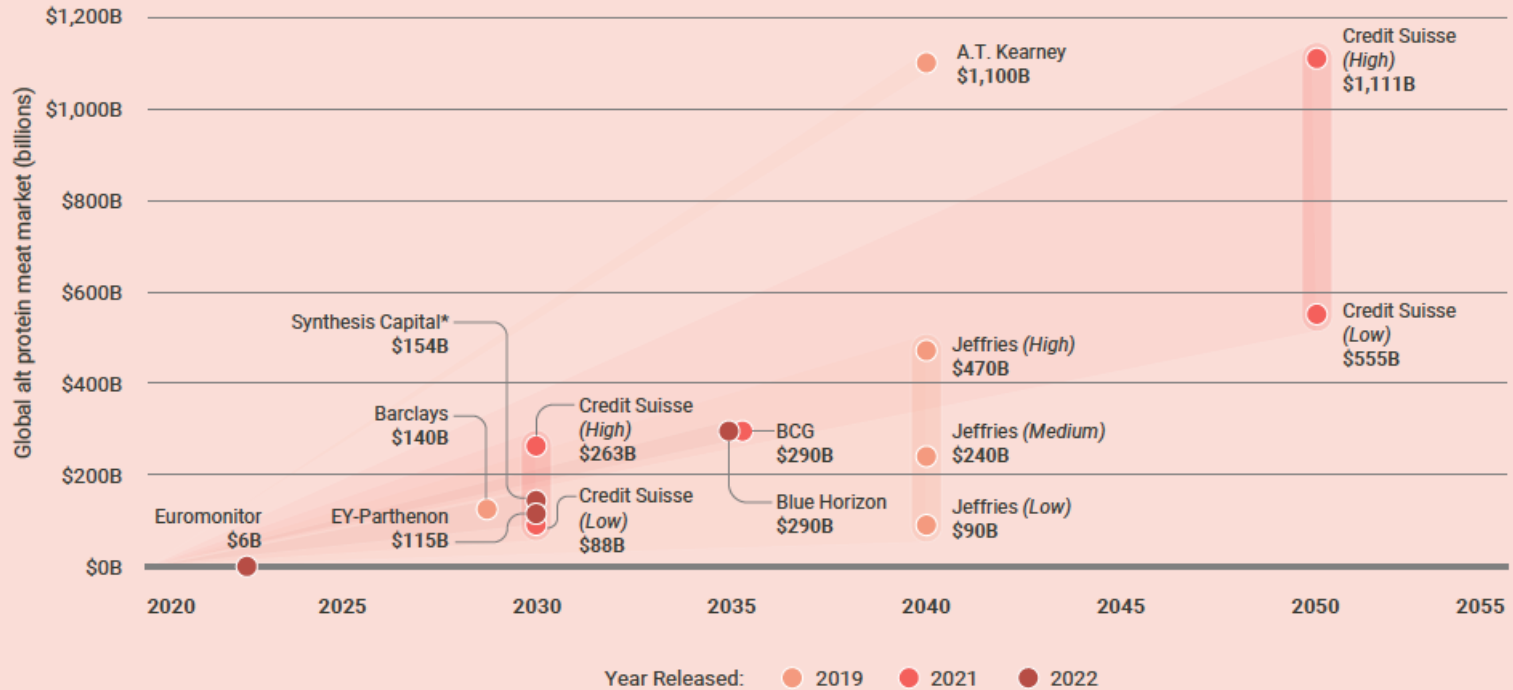 Global alt protein meat market (billions)
$1,200B
$1,000B
$800B
$600B
$400B
$200B
$0B
A.T. Kearney
$1,100B
Credit Suisse
(High)
$1,111B
Credit Suisse
(Low)
$555B
Synthesis Capital*
$154B
Jeffries (High)
$470B
Barclays
$140B
Credit Suisse
(High)
$263B
BCG
$290B
Jeffries (Medium)
$240B
Euromonitor
$6B
EY-Parthenon
$115B
Credit Suisse
(Low)
$88B
Blue Horizon
$290B
Jeffries (Low)
$90B
2020 2025 2030 2035 2040 2045 2050 2055
Year Released: 2019 2021 2022